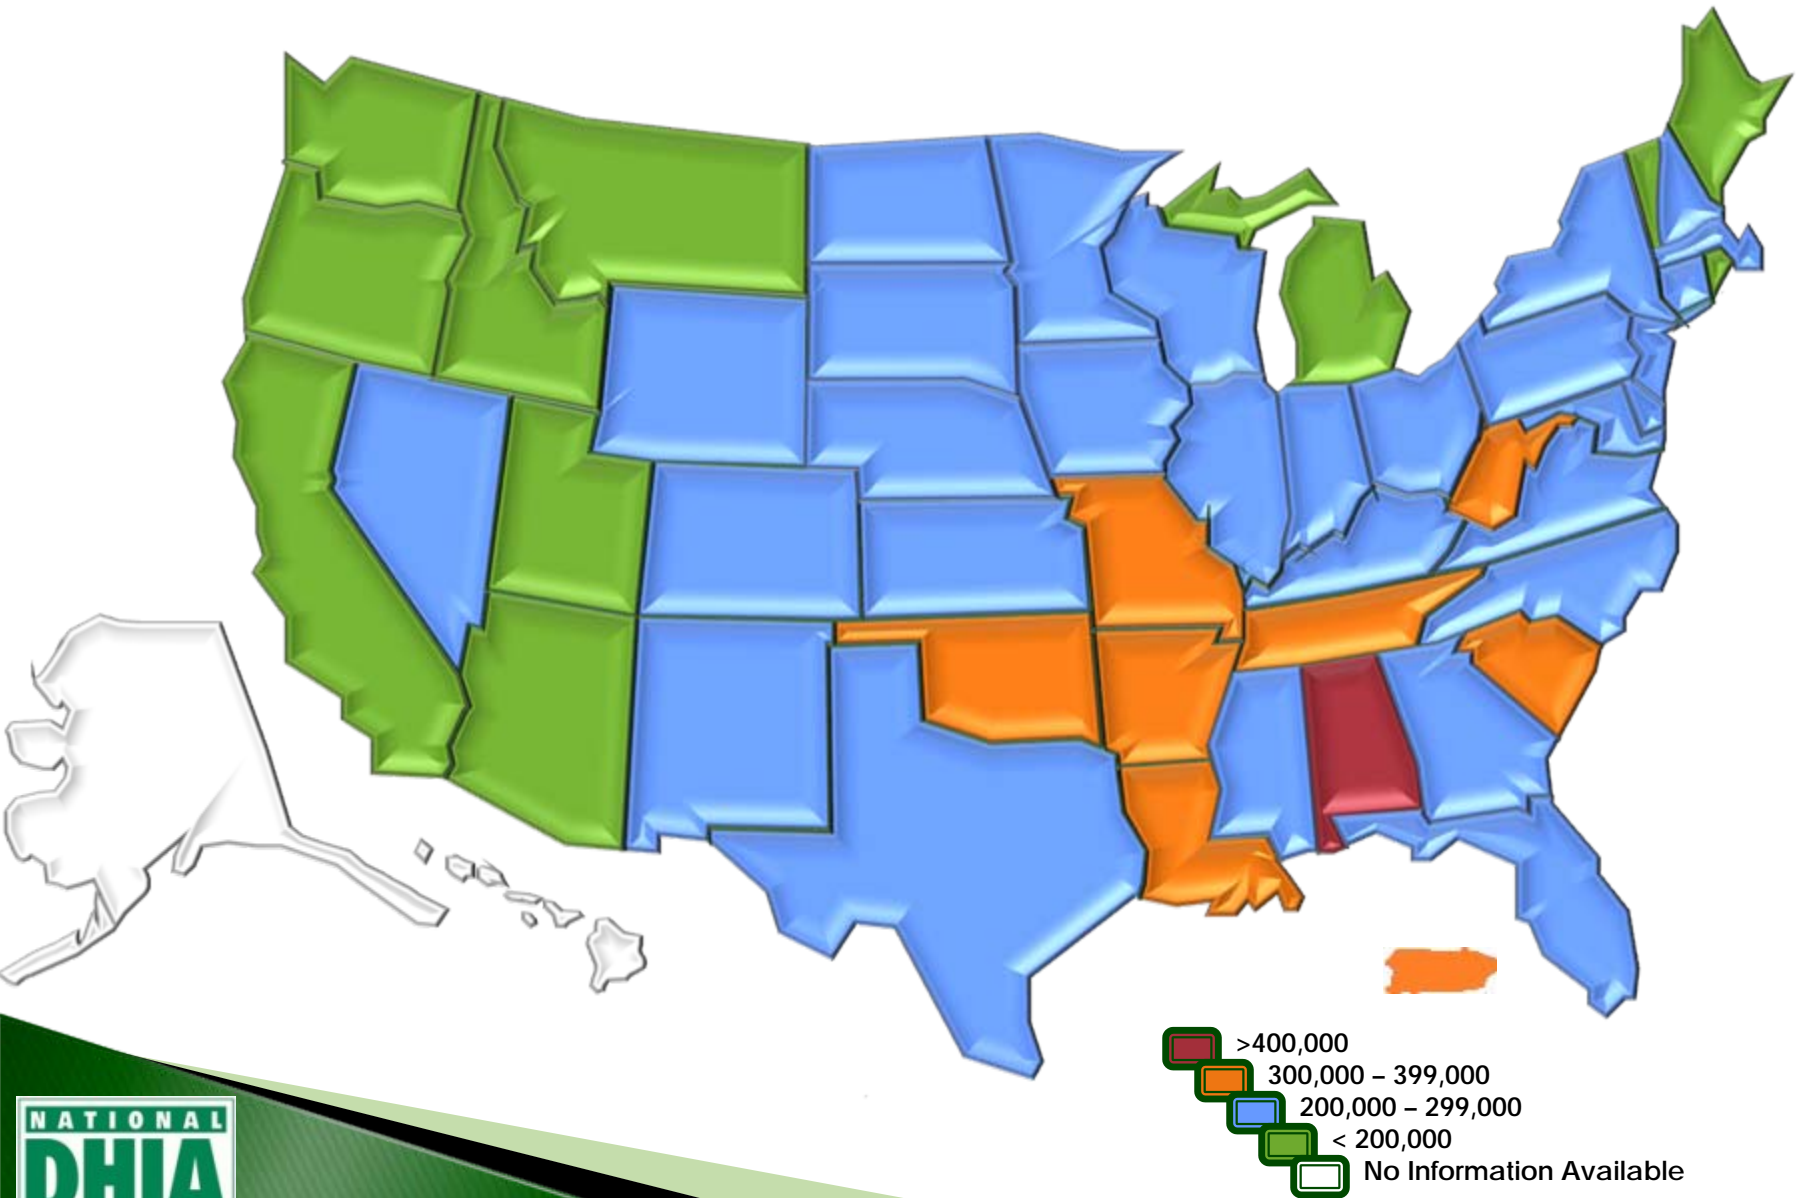 >400,000
300,000 – 399,000
200,000 – 299,000
< 200,000
No Information Available
NATIONAL
DHIA